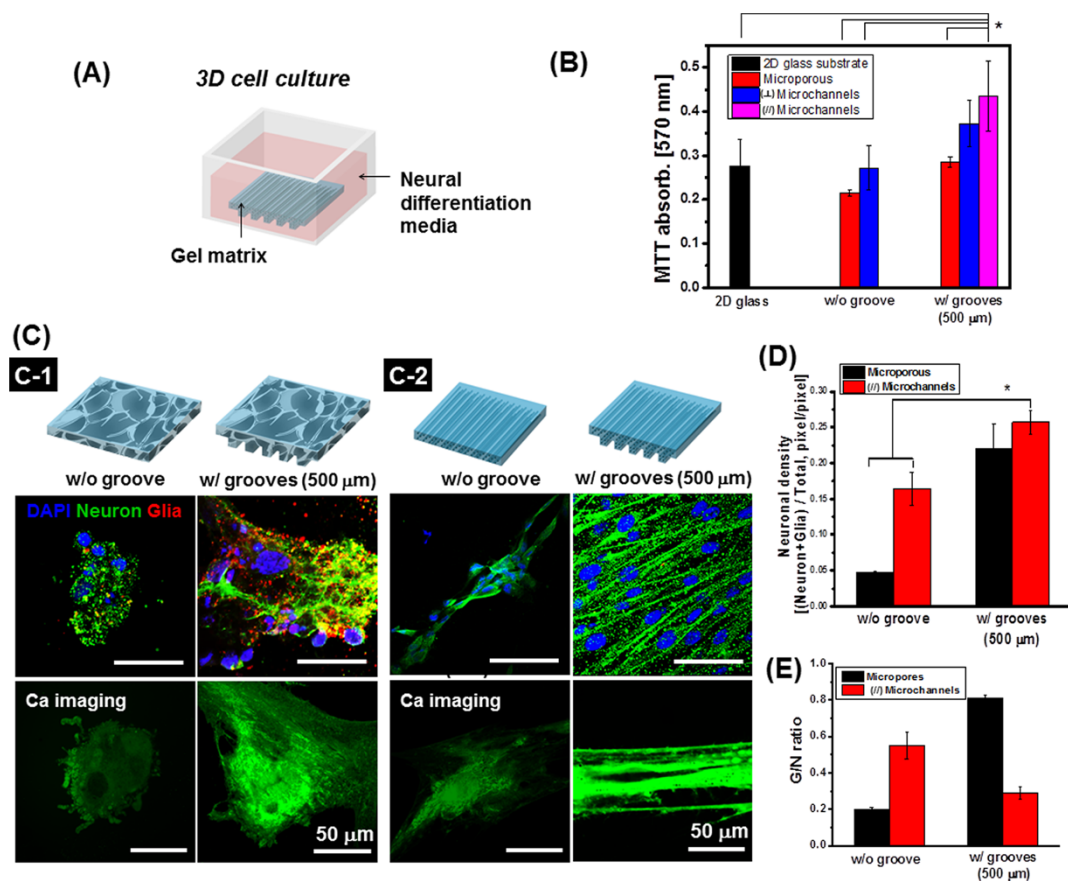 (A)
3D cell culture
Neural
differentiation
media
Gel matrix
(B)
*
2D glass substrate
Microporous
(⊥) Microchannels
(//) Microchannels
MTT absorb. [570 nm]
0.5
0.4
0.3
0.2
0.1
0.0
2D glass
w/o groove
w/ grooves
(500 μm)
(C)
C-1
w/o groove
w/ grooves (500 μm)
C-2
w/o groove
w/ grooves (500 μm)
DAPI Neuron Glia
Ca imaging
50 μm
Ca imaging
50 μm
(D)
Microporous
(//) Microchannels
*
Neuronal density
[(Neuron+Glia) / Total, pixel/pixel]
0.30
0.25
0.20
0.15
0.10
0.05
0.00
w/o groove
w/ grooves
(500 μm)
(E)
Micropores
(//) Microchannels
G/N ratio
1.0
0.8
0.6
0.4
0.2
0.0
w/o groove
w/ grooves
(500 μm)